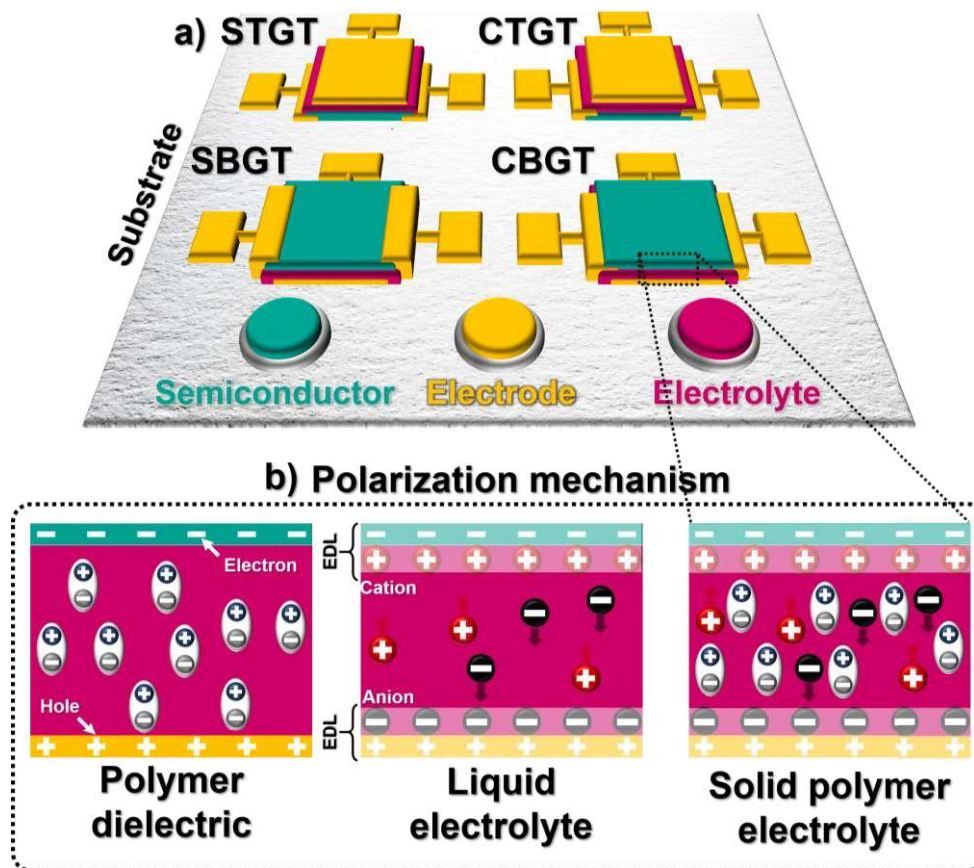 a) STGT
CTGT
SBGT
CBGT
Substrate
Semiconductor
Electrode
Electrolyte
b) Polarization mechanism
Electron
Hole
Polymer
dielectric
EDL
Cation
Anion
EDL
Liquid
electrolyte
Solid polymer
electrolyte